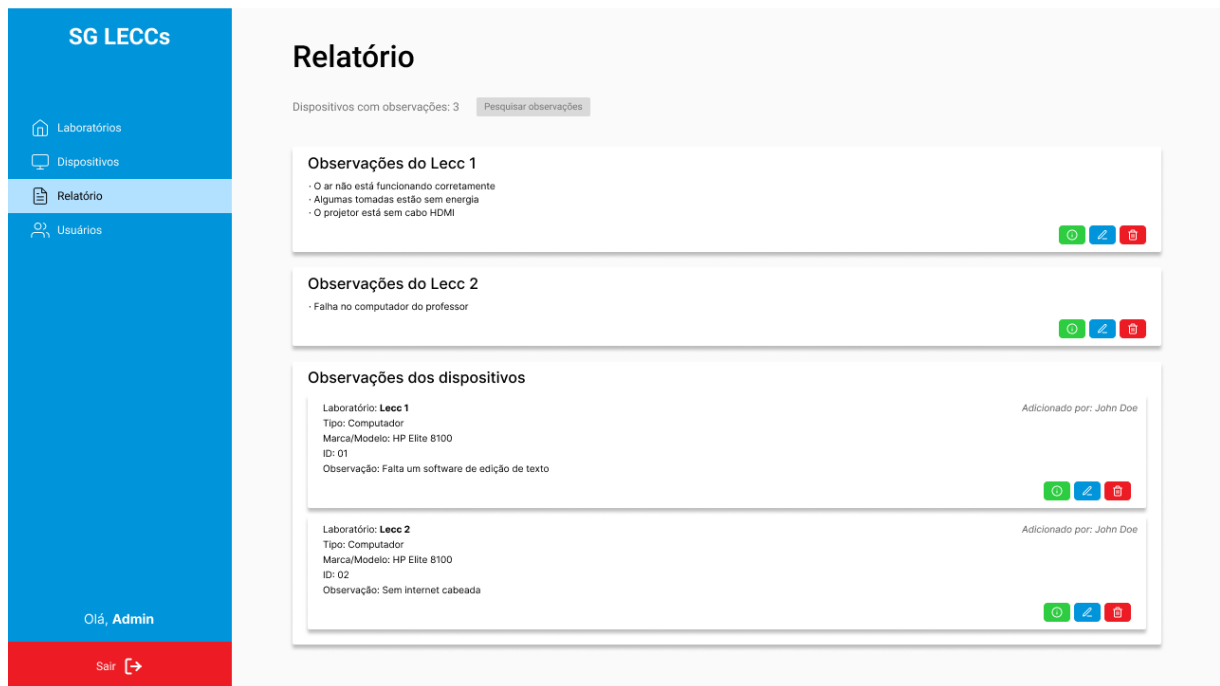 SG LECCs
Laboratórios
Dispositivos
Relatório
Usuários
Olá, Admin
Sair
Relatório
Dispositivos com observações: 3
Pesquisar observações
Observações do Lecc 1
· O ar não está funcionando corretamente
· Algumas tomadas estão sem energia
· O projetor está sem cabo HDMI
Observações do Lecc 2
· Falha no computador do professor
Observações dos dispositivos
Laboratório: Lecc 1
Adicionado por: John Doe
Tipo: Computador
Marca/Modelo: HP Elite 8100
ID: 01
Observação: Falta um software de edição de texto
Laboratório: Lecc 2
Adicionado por: John Doe
Tipo: Computador
Marca/Modelo: HP Elite 8100
ID: 02
Observação: Sem internet cabeada